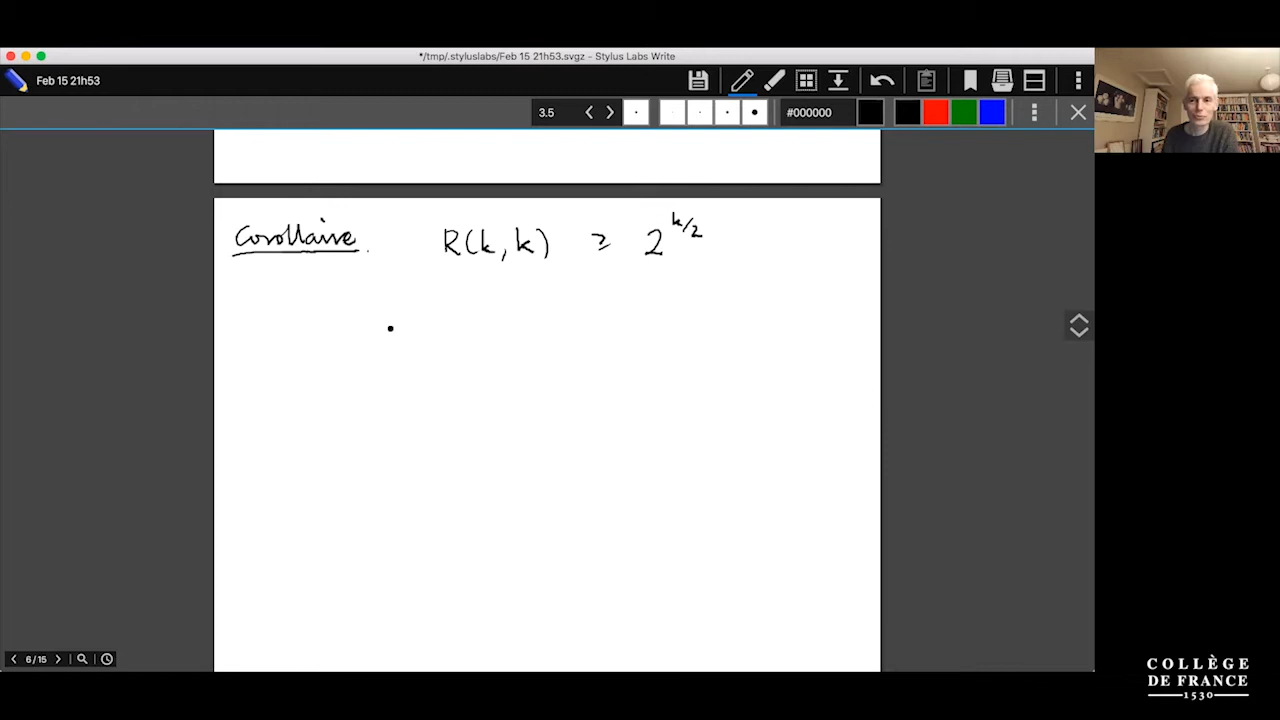 */tmp/.styluslabs/Feb 15 21h53.svgz - Stylus Labs Write
Feb 15 21h53
3.5
#000000
Corollaire. R(k, k) ≥ 2^{k/2}
6/15
COLLÈGE
DE FRANCE
1530